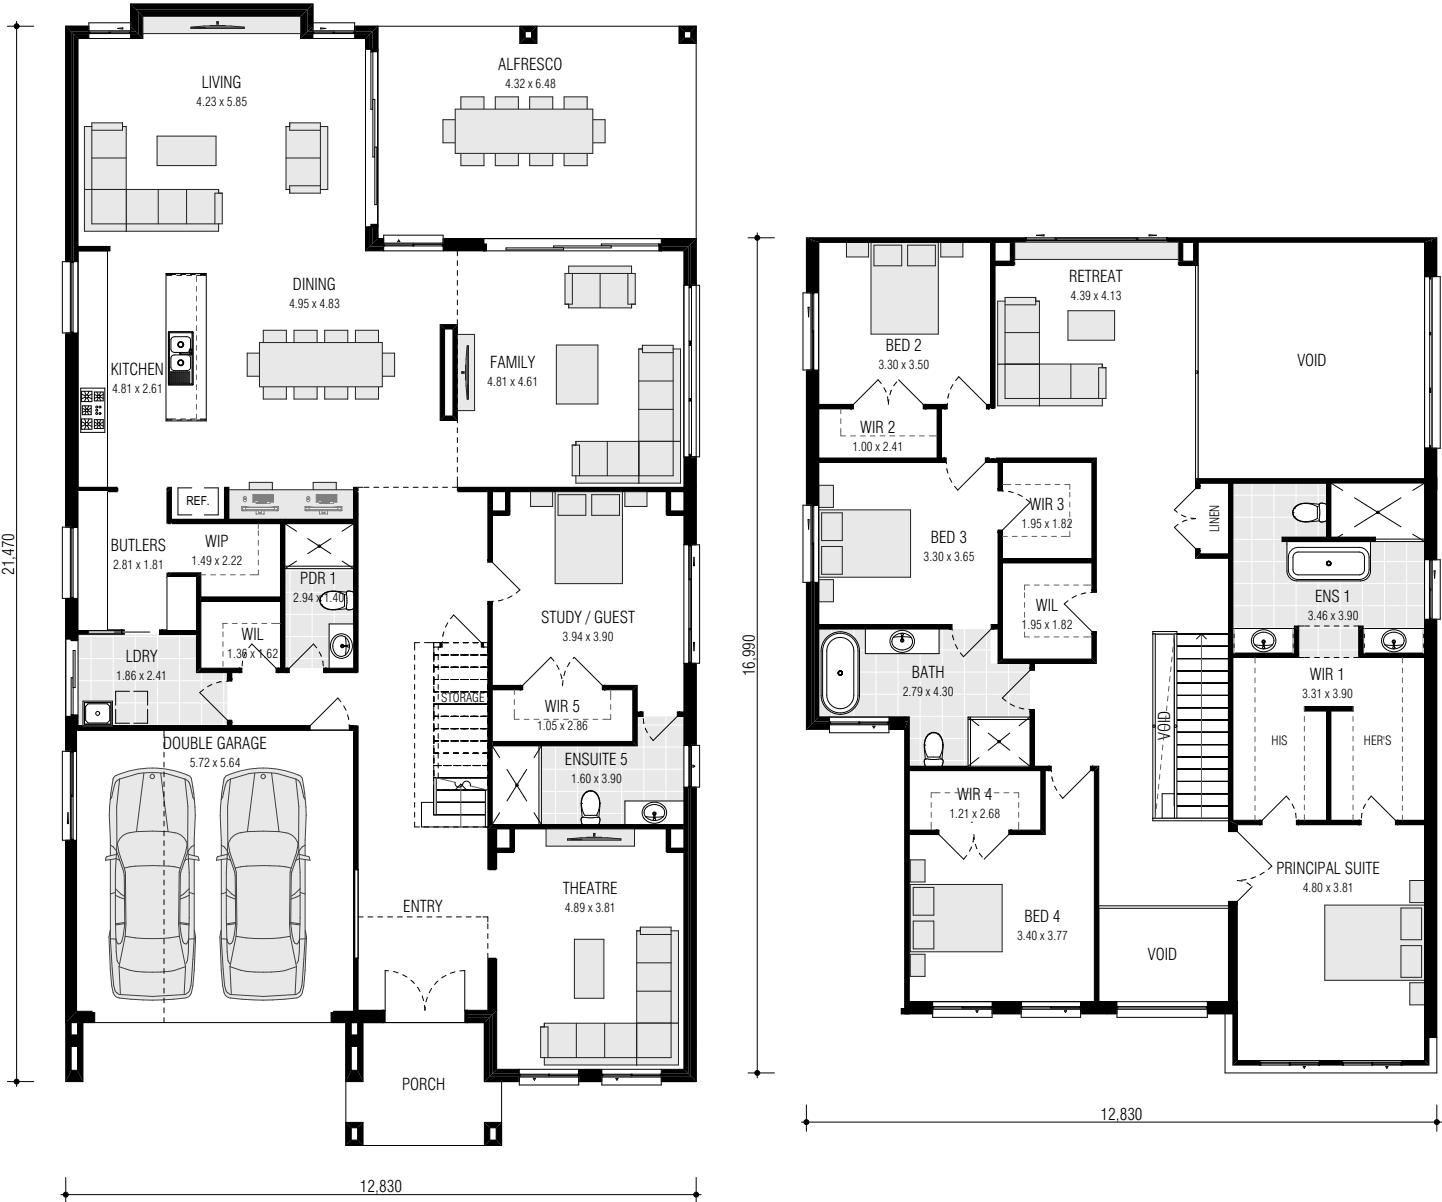 LIVING
4.23 x 5.85
ALFRESCO
4.32 x 6.48
DINING
4.95 x 4.83
KITCHEN
4.81 x 2.61
FAMILY
4.81 x 4.61
REF.
BUTLERS
2.81 x 1.81
WIP
1.49 x 2.22
PDR 1
2.94 x 1.40
STUDY / GUEST
3.94 x 3.90
WIL
1.36 x 1.62
LDRY
1.86 x 2.41
STORAGE
WIR 5
1.05 x 2.86
DOUBLE GARAGE
5.72 x 5.64
ENSUITE 5
1.60 x 3.90
THEATRE
4.89 x 3.81
ENTRY
PORCH
21,470
12,830
BED 2
3.30 x 3.50
RETREAT
4.39 x 4.13
VOID
WIR 2
1.00 x 2.41
BED 3
3.30 x 3.65
WIR 3
1.95 x 1.82
LINEN
WIL
1.95 x 1.82
ENS 1
3.46 x 3.90
BATH
2.79 x 4.30
WIR 1
3.31 x 3.90
VOID
HIS
HER'S
WIR 4
1.21 x 2.68
PRINCIPAL SUITE
4.80 x 3.81
BED 4
3.40 x 3.77
VOID
16,990
12,830